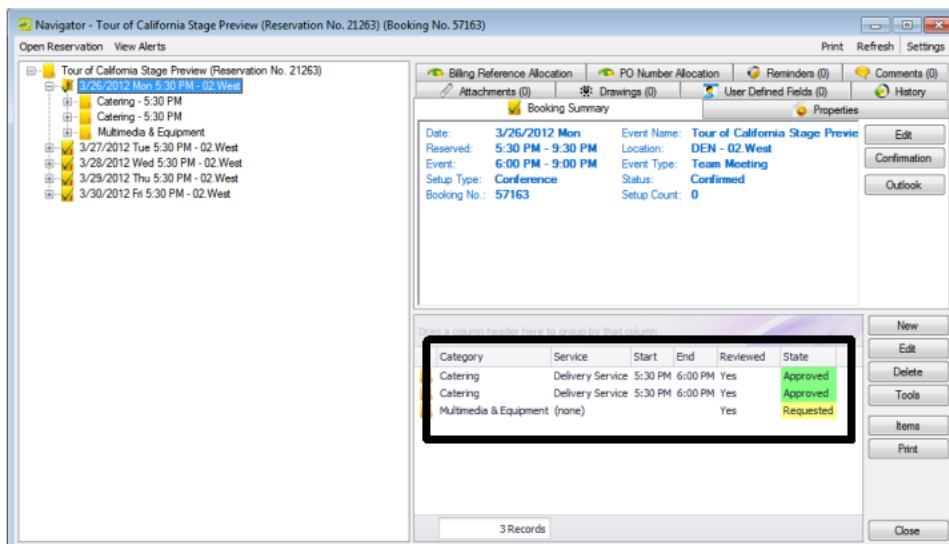 Navigator - Tour of California Stage Preview (Reservation No. 21263) (Booking No. 57163)
Open Reservation View Alerts Print Refresh Settings
Tour of California Stage Preview (Reservation No. 21263)
3/26/2012 Mon 5:30 PM - 02.West
Catering - 5:30 PM
Catering - 5:30 PM
Multimedia & Equipment
3/27/2012 Tue 5:30 PM - 02.West
3/28/2012 Wed 5:30 PM - 02.West
3/29/2012 Thu 5:30 PM - 02.West
3/30/2012 Fri 5:30 PM - 02.West
Billing Reference Allocation PO Number Allocation Reminders (0) Comments (0)
Attachments (0) Drawings (0) User Defined Fields (0) History
Booking Summary Properties
Date: 3/26/2012 Mon Event Name: Tour of California Stage Previe
Reserved: 5:30 PM - 9:30 PM Location: DEN - 02.West
Event: 6:00 PM - 9:00 PM Event Type: Team Meeting
Setup Type: Conference Status: Confirmed
Booking No.: 57163 Setup Count: 0
Edit
Confirmation
Outlook
Drag a column header here to group by that column
Category Service Start End Reviewed State
Catering Delivery Service 5:30 PM 6:00 PM Yes Approved
Catering Delivery Service 5:30 PM 6:00 PM Yes Approved
Multimedia & Equipment (none) Yes Requested
3 Records
New
Edit
Delete
Tools
Items
Print
Close